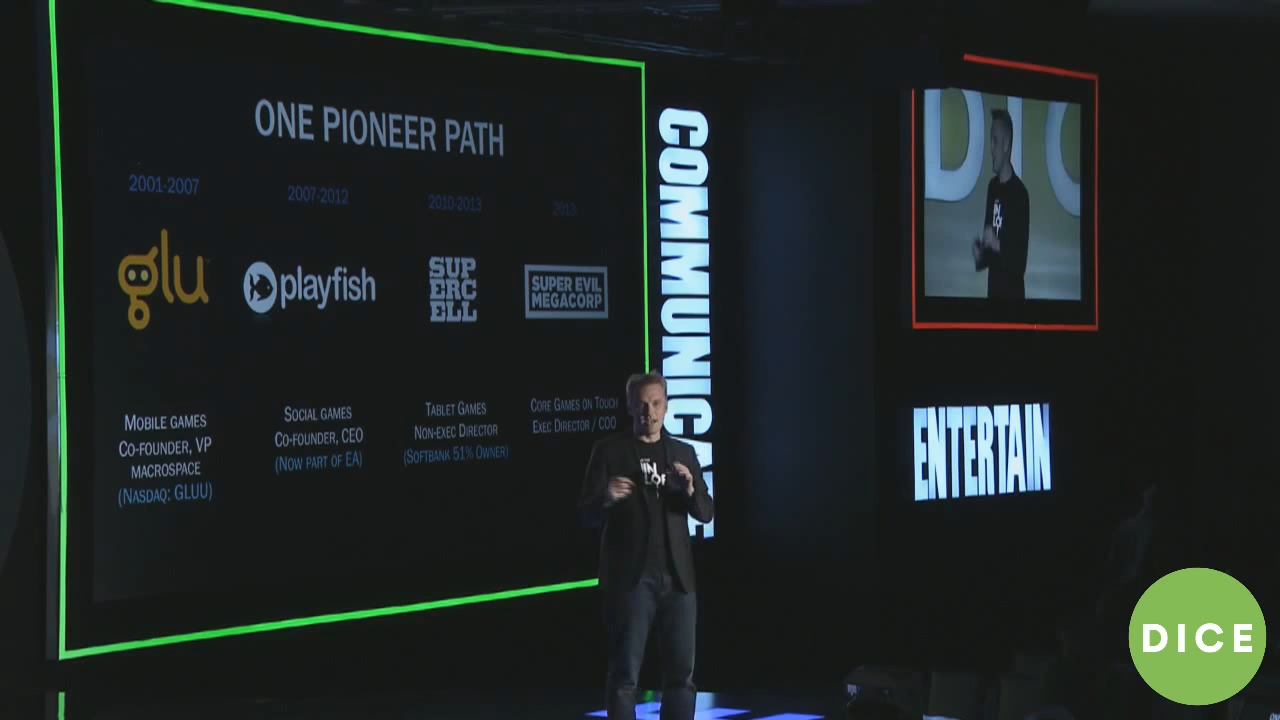 ONE PIONEER PATH
2001-2007
glu
MOBILE GAMES
CO-FOUNDER, VP
MACROSPACE
(NASDAQ: GLUU)
2007-2012
playfish
SOCIAL GAMES
CO-FOUNDER, CEO
(NOW PART OF EA)
2010-2013
SUP
ERC
ELL
TABLET GAMES
NON-EXEC DIRECTOR
(SOFTBANK 51% OWNER)
2013
SUPER EVIL
MEGACORP
CORE GAMES ON TOUCH
EXEC DIRECTOR / COO
COMMUNICATE
DIC
ENTERTAIN
DICE